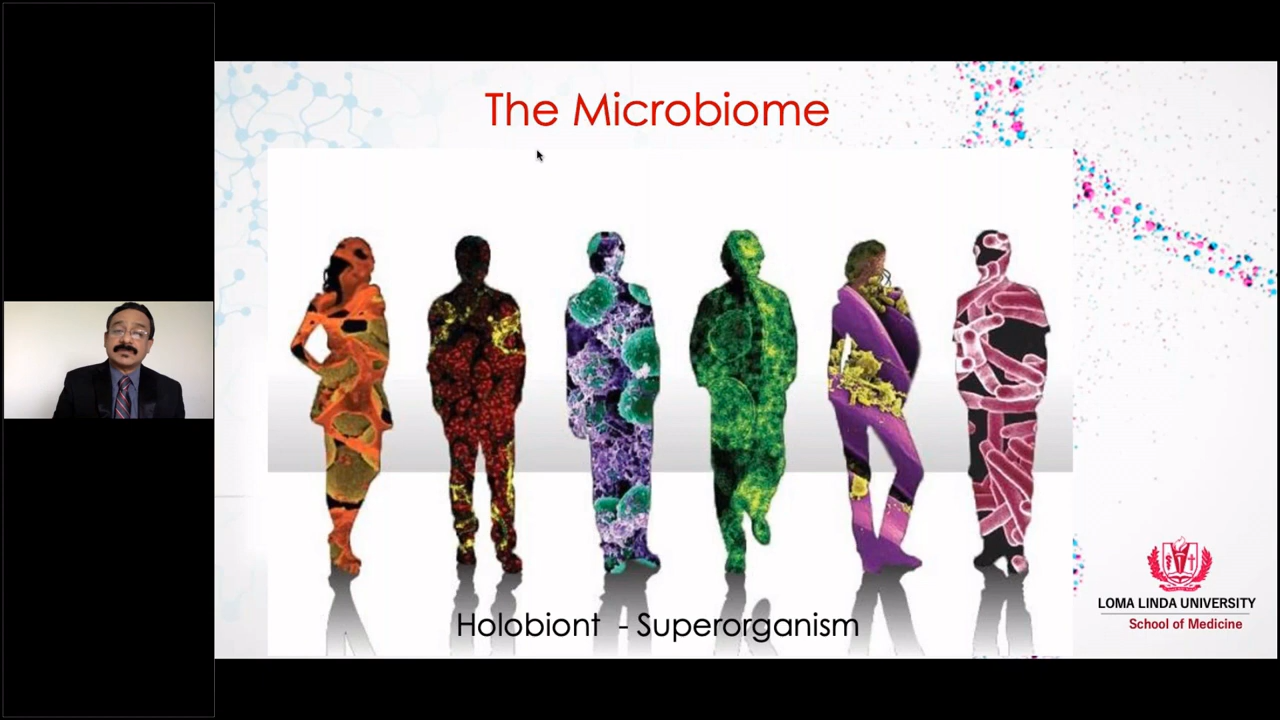 The Microbiome
Holobiont - Superorganism
LOMA LINDA UNIVERSITY
School of Medicine